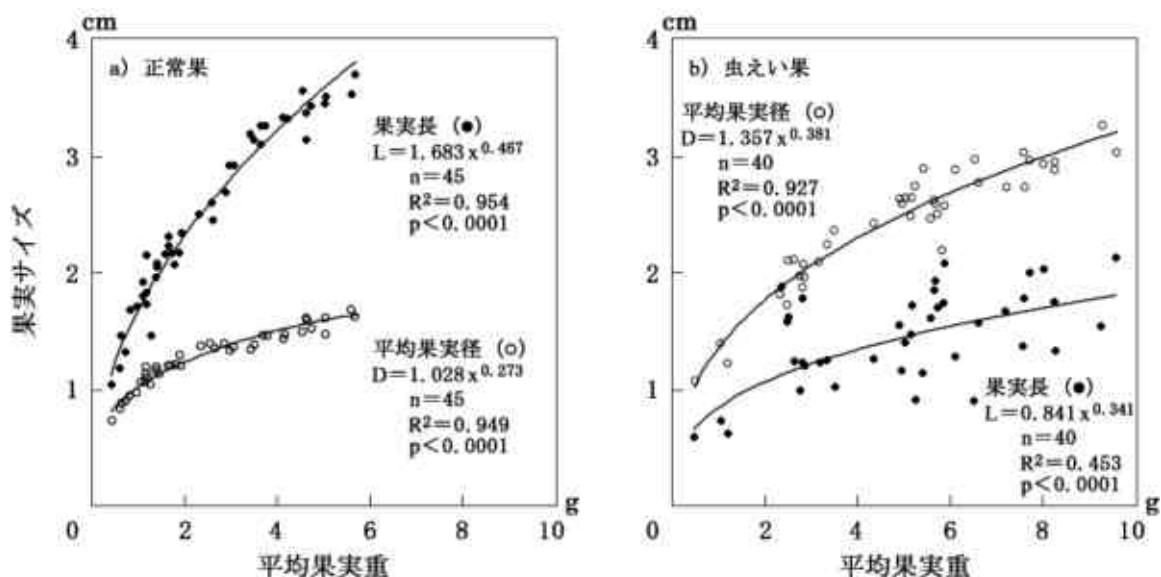 cm
4
3
2
1
0
2
4
6
8
10
g
果実サイズ
平均果実重
a) 正常果
果実長 (●)
L=1.683x^0.467
n=45
R²=0.954
p<0.0001
平均果実径 (○)
D=1.028x^0.273
n=45
R²=0.949
p<0.0001
cm
4
3
2
1
0
2
4
6
8
10
g
平均果実重
b) 虫えい果
平均果実径 (○)
D=1.357x^0.381
n=40
R²=0.927
p<0.0001
果実長 (●)
L=0.841x^0.341
n=40
R²=0.453
p<0.0001